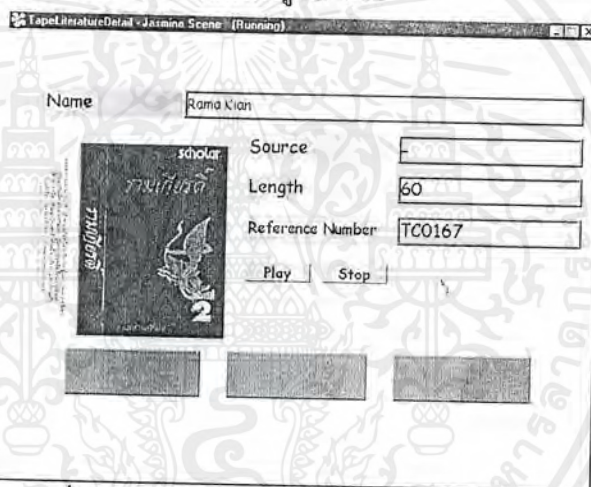 TapeLiteratureDetail - Jasmine Scene (Running)
Name
Rama Kian
scholar
รามเกียรติ์
2
Source
-
Length
60
Reference Number
TC0167
Play
Stop